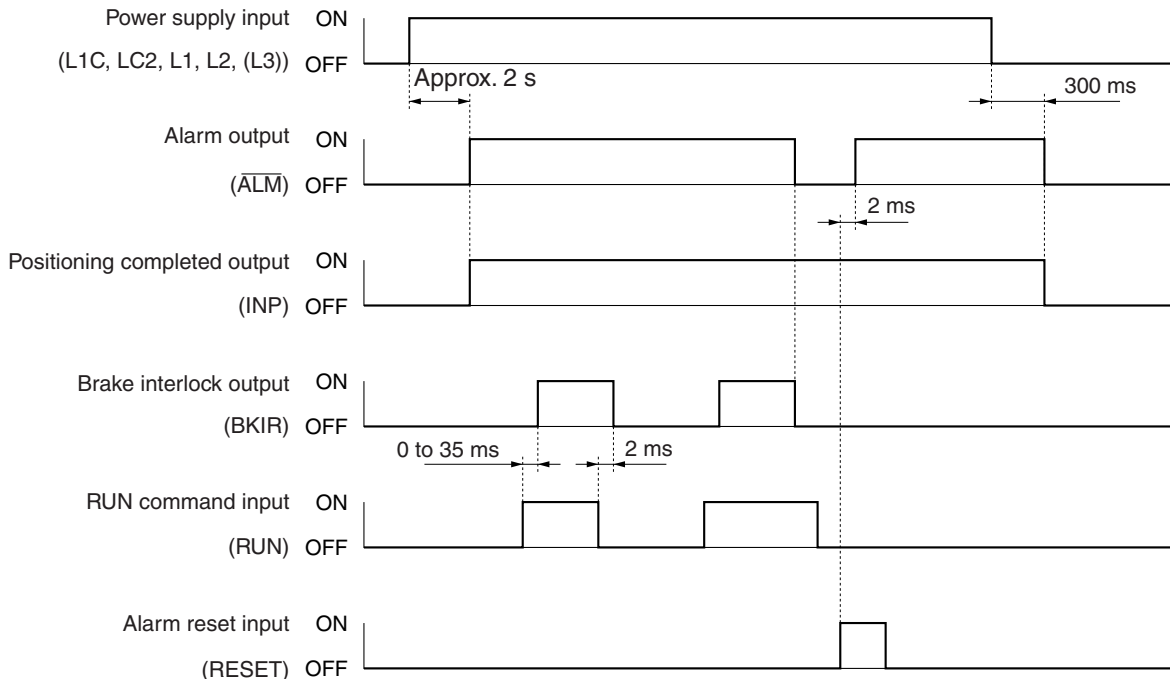 Power supply input ON
(L1C, LC2, L1, L2, (L3)) OFF
Approx. 2 s
300 ms
Alarm output ON
(ALM) OFF
2 ms
Positioning completed output ON
(INP) OFF
Brake interlock output ON
(BKIR) OFF
0 to 35 ms 2 ms
RUN command input ON
(RUN) OFF
Alarm reset input ON
(RESET) OFF